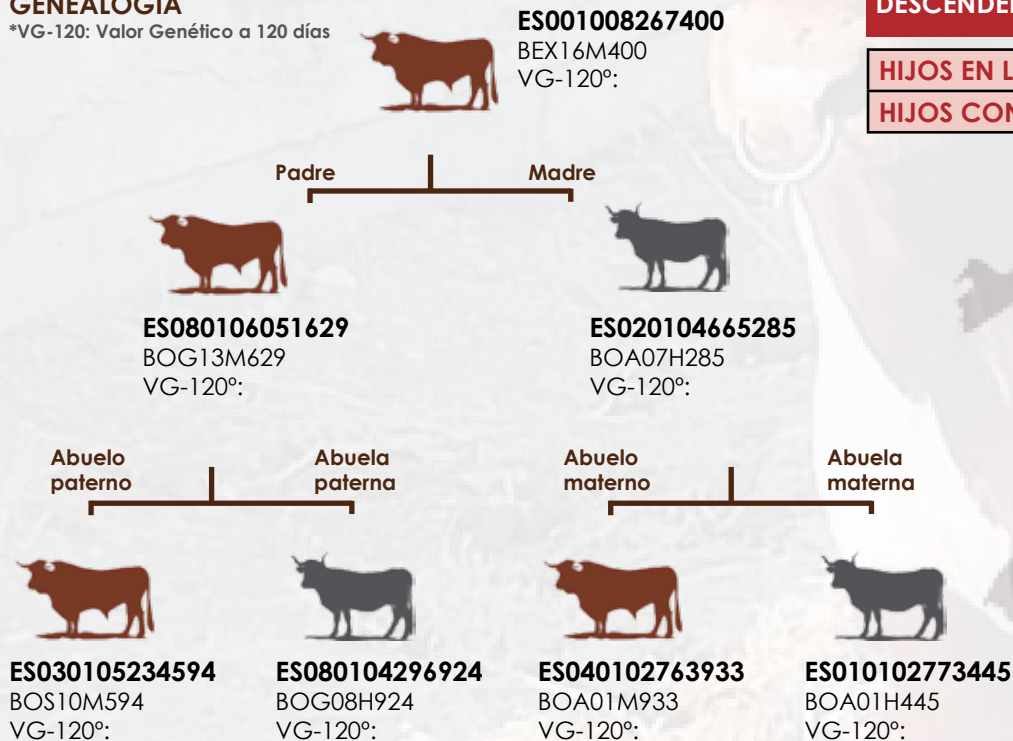 GENEALOGÍA
*VG-120: Valor Genético a 120 días
ES001008267400
BEX16M400
VG-120º:
HIJOS EN
HIJOS CON
Padre
Madre
ES080106051629
BOG13M629
VG-120º:
ES020104665285
BOA07H285
VG-120º:
Abuelo
paterno
Abuela
paterna
Abuelo
materno
Abuela
materna
ES030105234594
BOS10M594
VG-120º:
ES080104296924
BOG08H924
VG-120º:
ES040102763933
BOA01M933
VG-120º:
ES010102773445
BOA01H445
VG-120º: